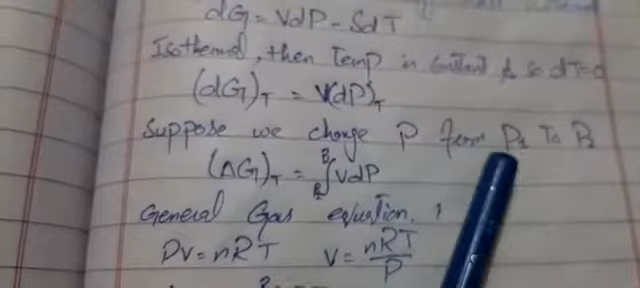 dG = VdP - SdT
Isothermal, then Temp is constant & so dT=0
(dG)T = V(dP)T
Suppose we change P from P1 To P2
(ΔG)T = ∫ VdP
General Gas equation,
PV = nRT V = nRT/P